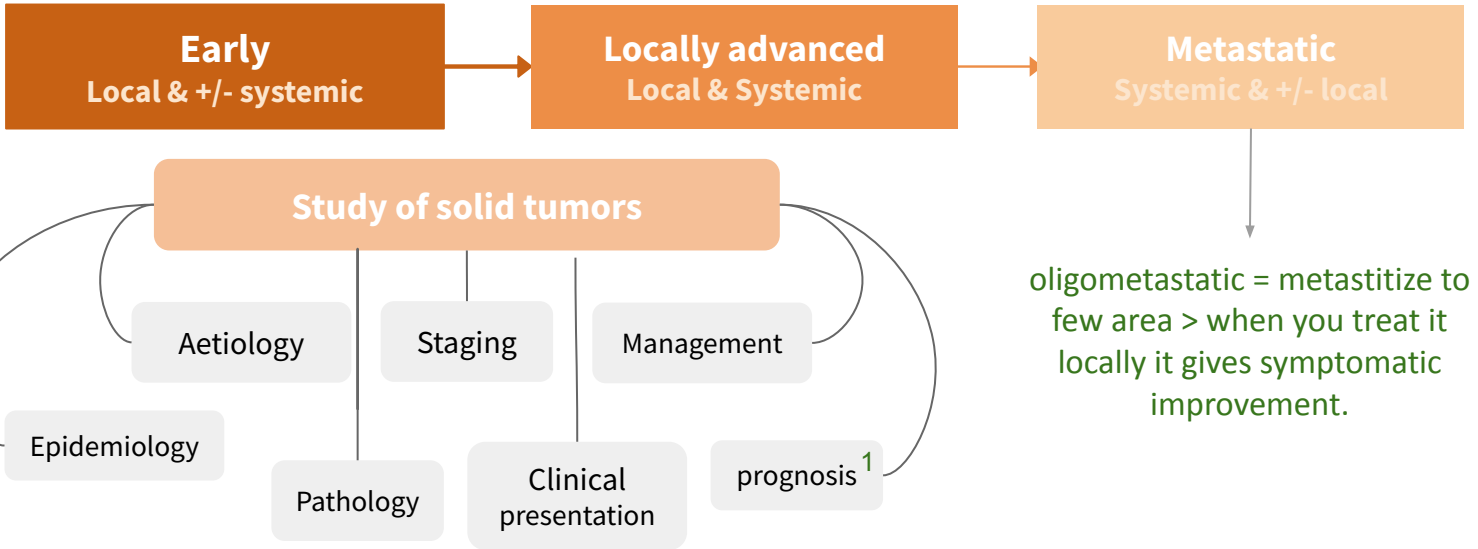 Early
Local & +/- systemic
Locally advanced
Local & Systemic
Metastatic
Systemic & +/- local
Study of solid tumors
Aetiology
Staging
Management
Epidemiology
Pathology
Clinical
presentation
prognosis 1
oligometastatic = metastitize to
few area > when you treat it
locally it gives symptomatic
improvement.